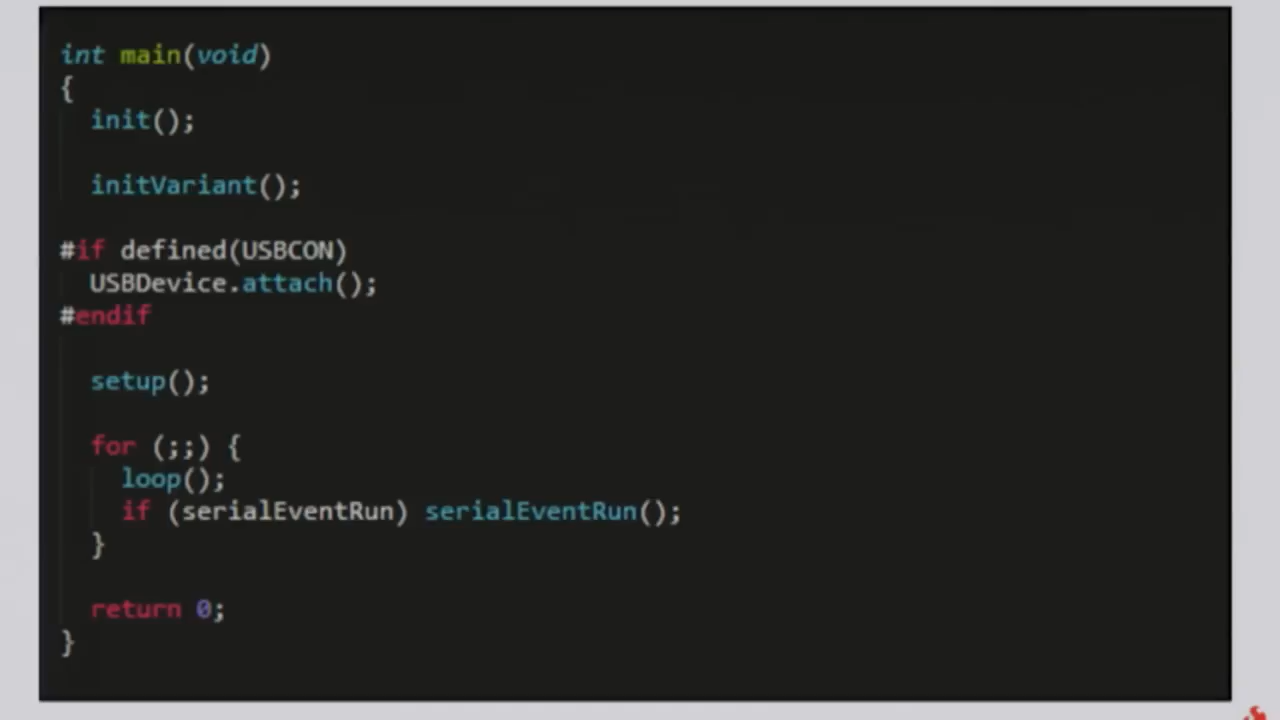 int main(void)
{
  init();

  initVariant();

#if defined(USBCON)
  USBDevice.attach();
#endif

  setup();

  for (;;) {
    loop();
    if (serialEventRun) serialEventRun();
  }

  return 0;
}